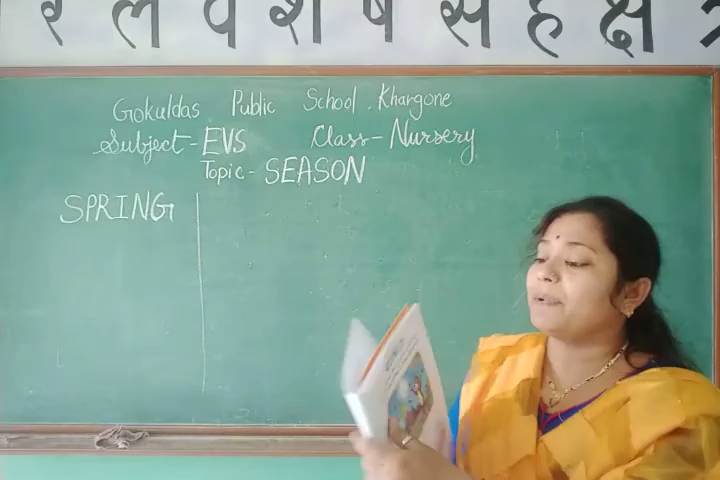 र ल व श ष स ह क्ष
Gokuldas Public School . Khargone
Subject - EVS Class - Nursery
Topic - SEASON
SPRING